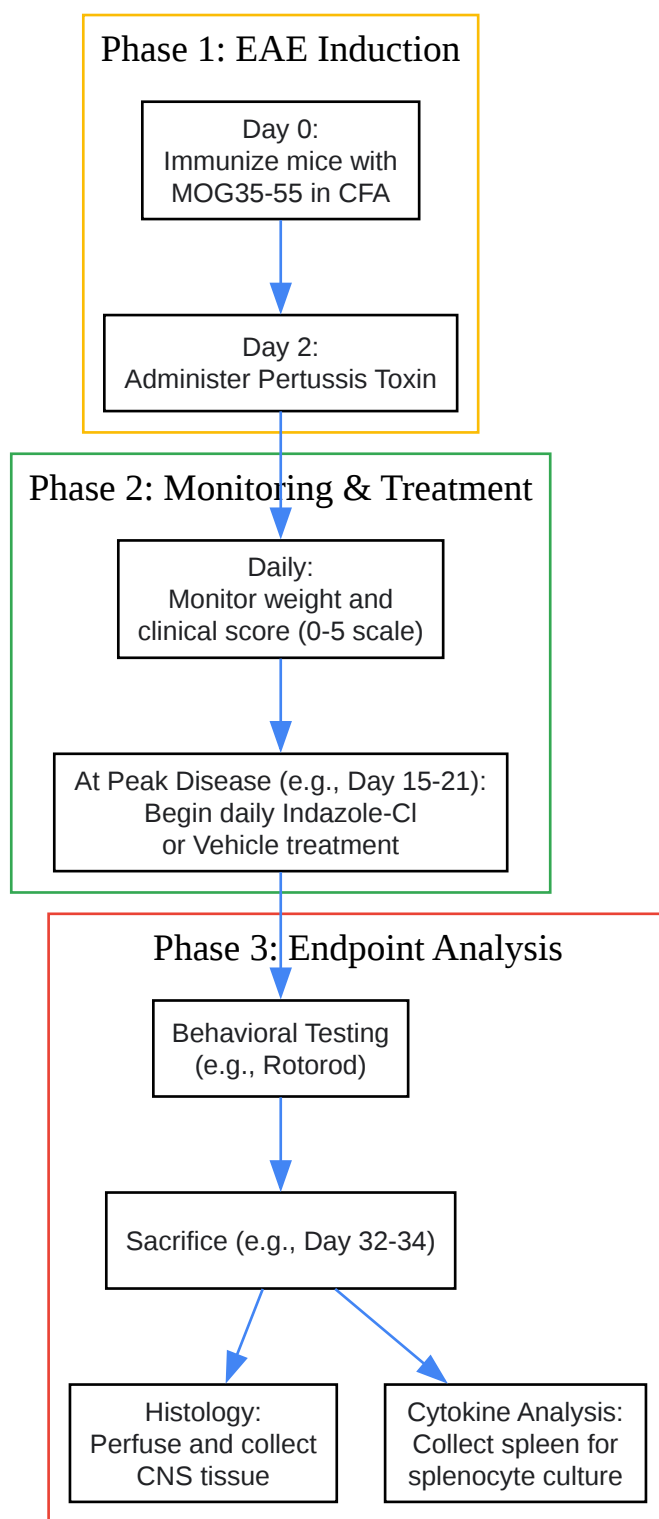 Phase 1: EAE Induction
Day 0:
Immunize mice with
MOG35-55 in CFA
Day 2:
Administer Pertussis Toxin
Phase 2: Monitoring & Treatment
Daily:
Monitor weight and
clinical score (0-5 scale)
At Peak Disease (e.g., Day 15-21):
Begin daily Indazole-Cl
or Vehicle treatment
Phase 3: Endpoint Analysis
Behavioral Testing
(e.g., Rotorod)
Sacrifice (e.g., Day 32-34)
Histology:
Perfuse and collect
CNS tissue
Cytokine Analysis:
Collect spleen for
splenocyte culture